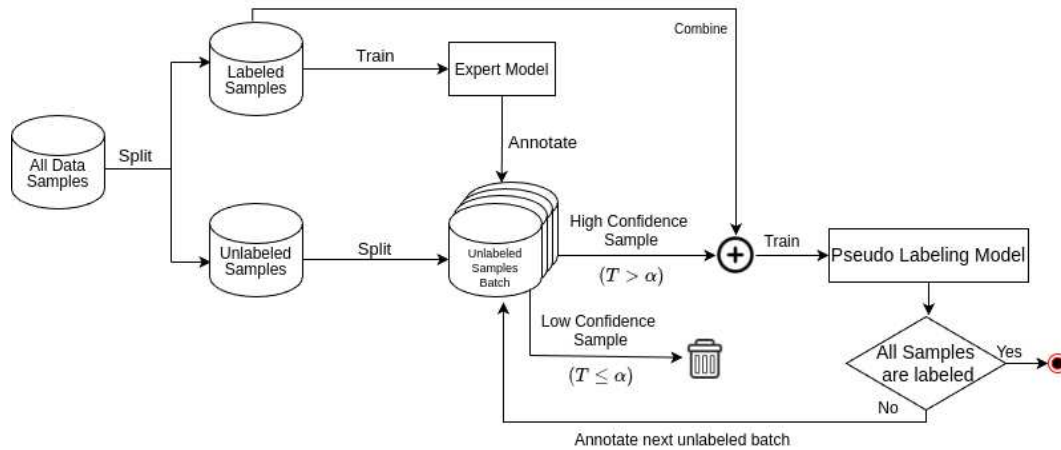 Combine
Labeled
Samples
Train
Expert Model
All Data
Samples
Split
Annotate
Unlabeled
Samples
Split
Unlabeled
Samples
Batch
High Confidence
Sample
(T > α)
Train
Pseudo Labeling Model
Low Confidence
Sample
(T ≤ α)
All Samples
are labeled
Yes
No
Annotate next unlabeled batch